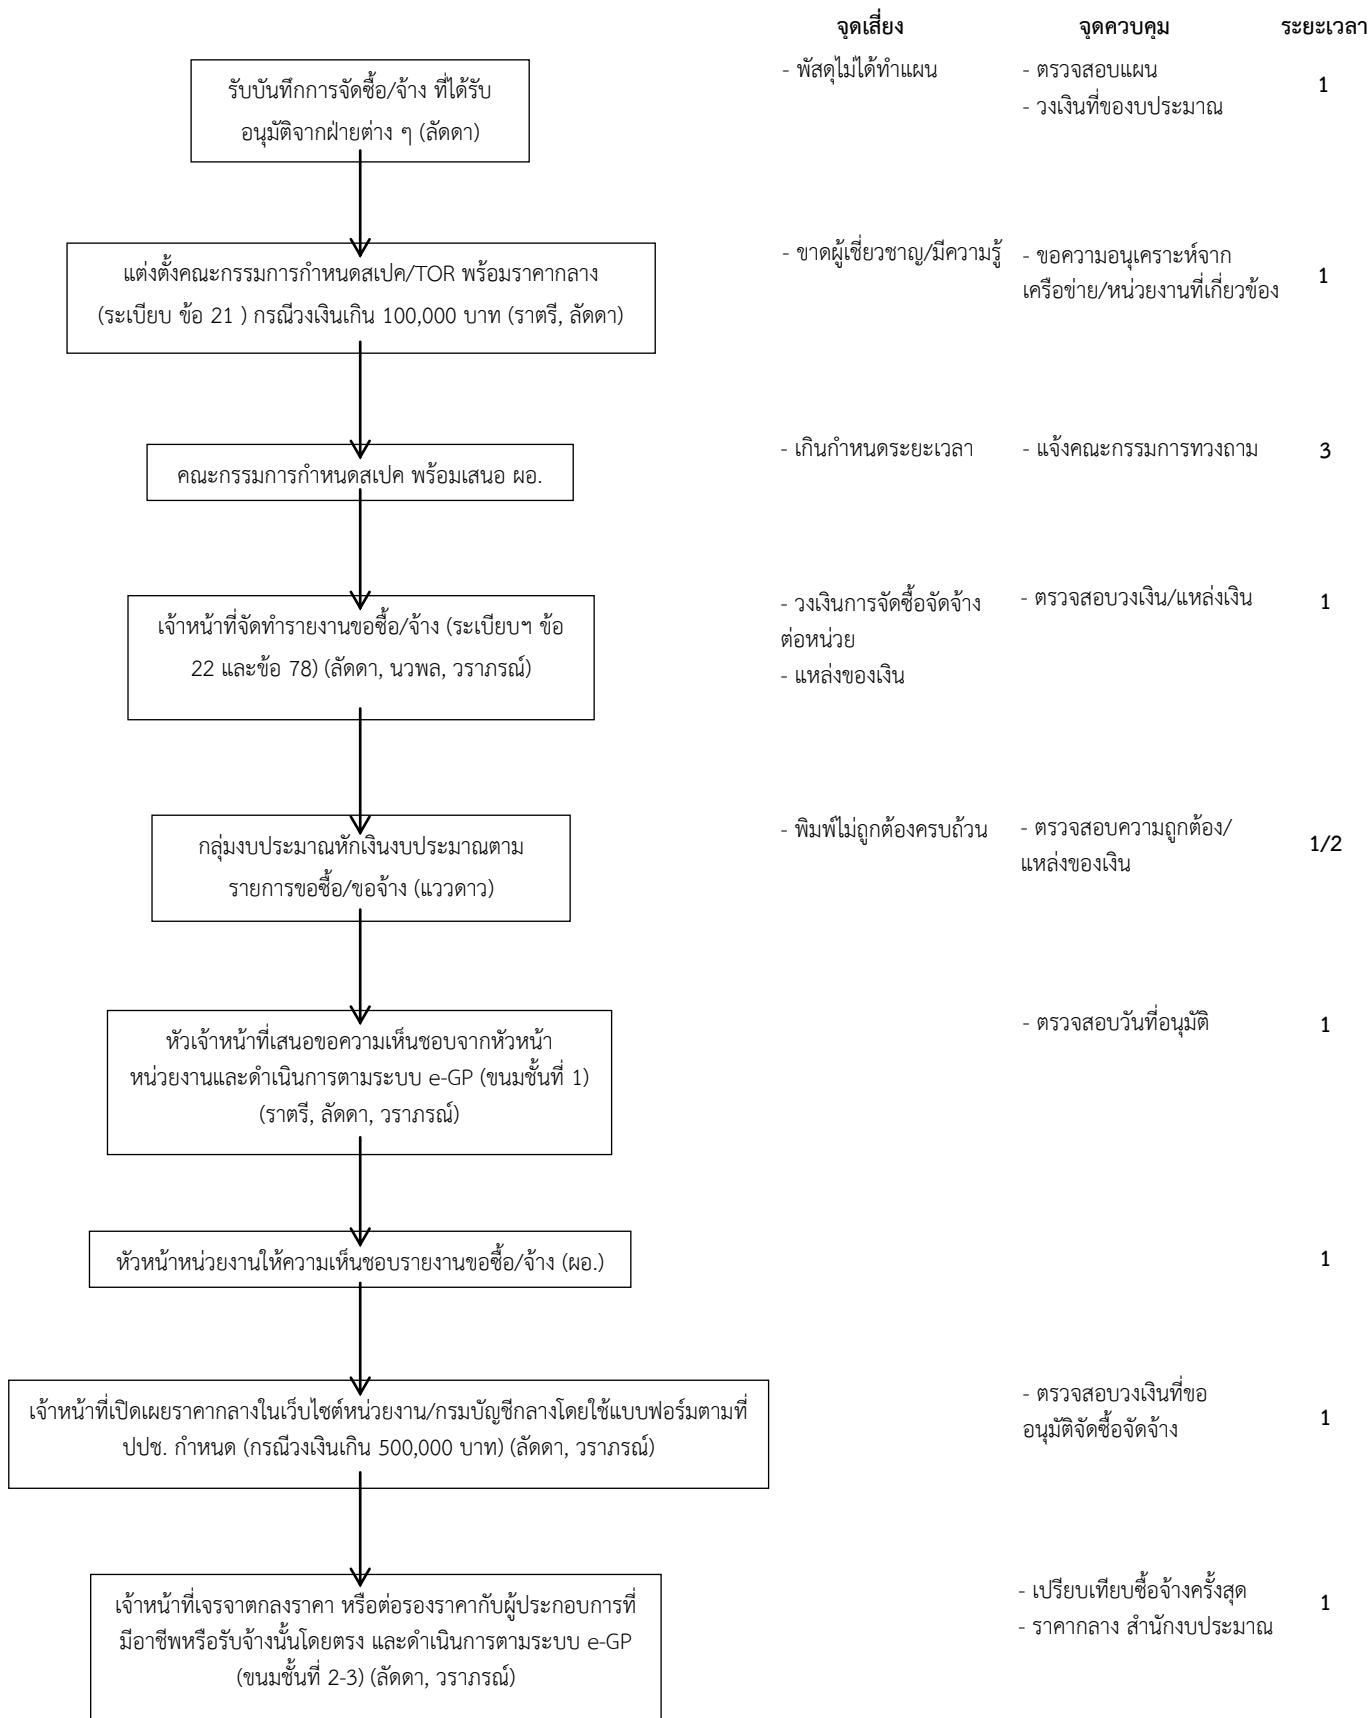 จุดเสี่ยง จุดควบคุม ระยะเวลา
รับบันทึกการจัดซื้อ/จ้าง ที่ได้รับ
อนุมัติจากฝ่ายต่าง ๆ (ลัดดา)
- พัสดุไม่ได้ทำแผน
- ตรวจสอบแผน
- วงเงินที่ของบประมาณ
1
แต่งตั้งคณะกรรมการกำหนดสเปค/TOR พร้อมราคากลาง
(ระเบียบ ข้อ 21 ) กรณีวงเงินเกิน 100,000 บาท (ราตรี, ลัดดา)
- ขาดผู้เชี่ยวชาญ/มีความรู้
- ขอความอนุเคราะห์จาก
เครือข่าย/หน่วยงานที่เกี่ยวข้อง
1
คณะกรรมการกำหนดสเปค พร้อมเสนอ ผอ.
- เกินกำหนดระยะเวลา
- แจ้งคณะกรรมการทวงถาม
3
เจ้าหน้าที่จัดทำรายงานขอซื้อ/จ้าง (ระเบียบฯ ข้อ
22 และข้อ 78) (ลัดดา, นวพล, วราภรณ์)
- วงเงินการจัดซื้อจัดจ้าง
ต่อหน่วย
- แหล่งของเงิน
- ตรวจสอบวงเงิน/แหล่งเงิน
1
กลุ่มงบประมาณหักเงินงบประมาณตาม
รายการขอซื้อ/ขอจ้าง (แววดาว)
- พิมพ์ไม่ถูกต้องครบถ้วน
- ตรวจสอบความถูกต้อง/
แหล่งของเงิน
1/2
หัวเจ้าหน้าที่เสนอขอความเห็นชอบจากหัวหน้า
หน่วยงานและดำเนินการตามระบบ e-GP (ขนมชั้นที่ 1)
(ราตรี, ลัดดา, วราภรณ์)
- ตรวจสอบวันที่อนุมัติ
1
หัวหน้าหน่วยงานให้ความเห็นชอบรายงานขอซื้อ/จ้าง (ผอ.)
1
เจ้าหน้าที่เปิดเผยราคากลางในเว็บไซต์หน่วยงาน/กรมบัญชีกลางโดยใช้แบบฟอร์มตามที่
ปปช. กำหนด (กรณีวงเงินเกิน 500,000 บาท) (ลัดดา, วราภรณ์)
- ตรวจสอบวงเงินที่ขอ
อนุมัติจัดซื้อจัดจ้าง
1
เจ้าหน้าที่เจรจาตกลงราคา หรือต่อรองราคากับผู้ประกอบการที่
มีอาชีพหรือรับจ้างนั้นโดยตรง และดำเนินการตามระบบ e-GP
(ขนมชั้นที่ 2-3) (ลัดดา, วราภรณ์)
- เปรียบเทียบซื้อจ้างครั้งสุด
- ราคากลาง สำนักงบประมาณ
1